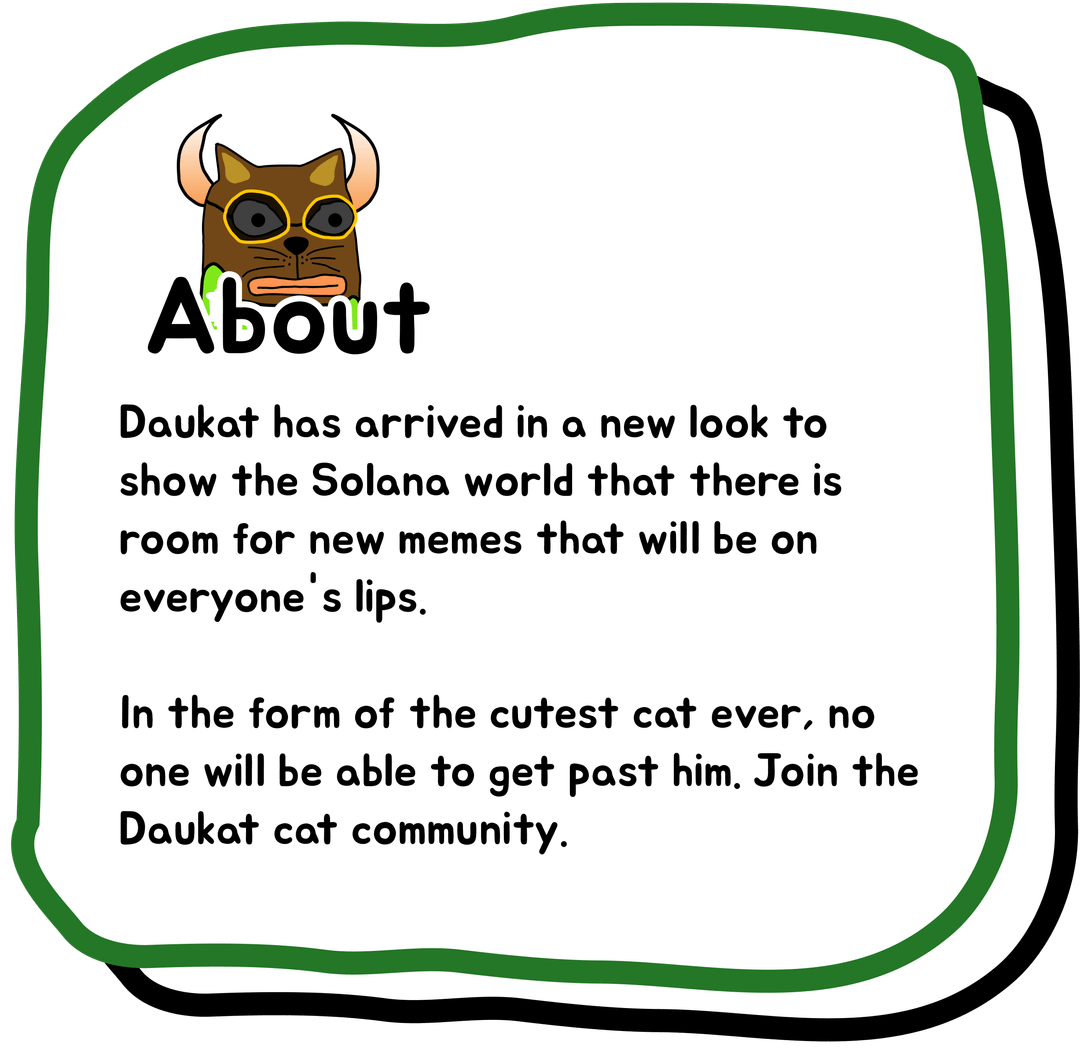 About
Daukat has arrived in a new look to
show the Solana world that there is
room for new memes that will be on
everyone's lips.
In the form of the cutest cat ever, no
one will be able to get past him. Join the
Daukat cat community.